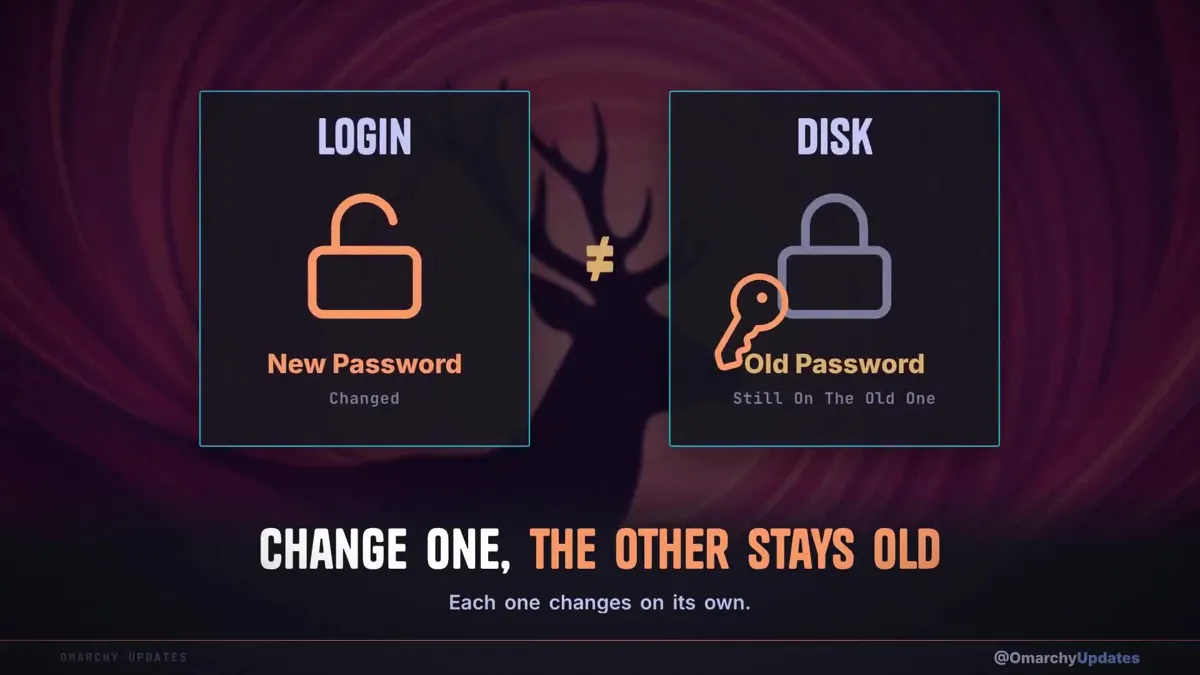 LOGIN
DISK
≠
New Password
Old Password
Changed
Still On The Old One
CHANGE ONE, THE OTHER STAYS OLD
Each one changes on its own.
OMARCHY UPDATES
@OmarchyUpdates